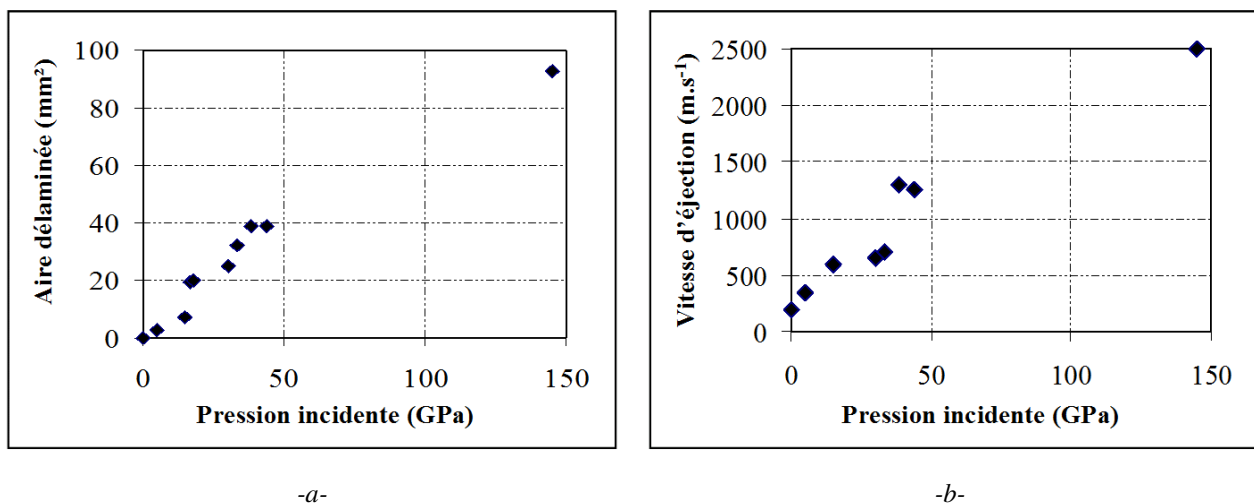 Aire délaminée (mm²)
100
80
60
40
20
0
0 50 100 150
Pression incidente (GPa)
-a-
Vitesse d'éjection (m.s⁻¹)
2500
2000
1500
1000
500
0
0 50 100 150
Pression incidente (GPa)
-b-